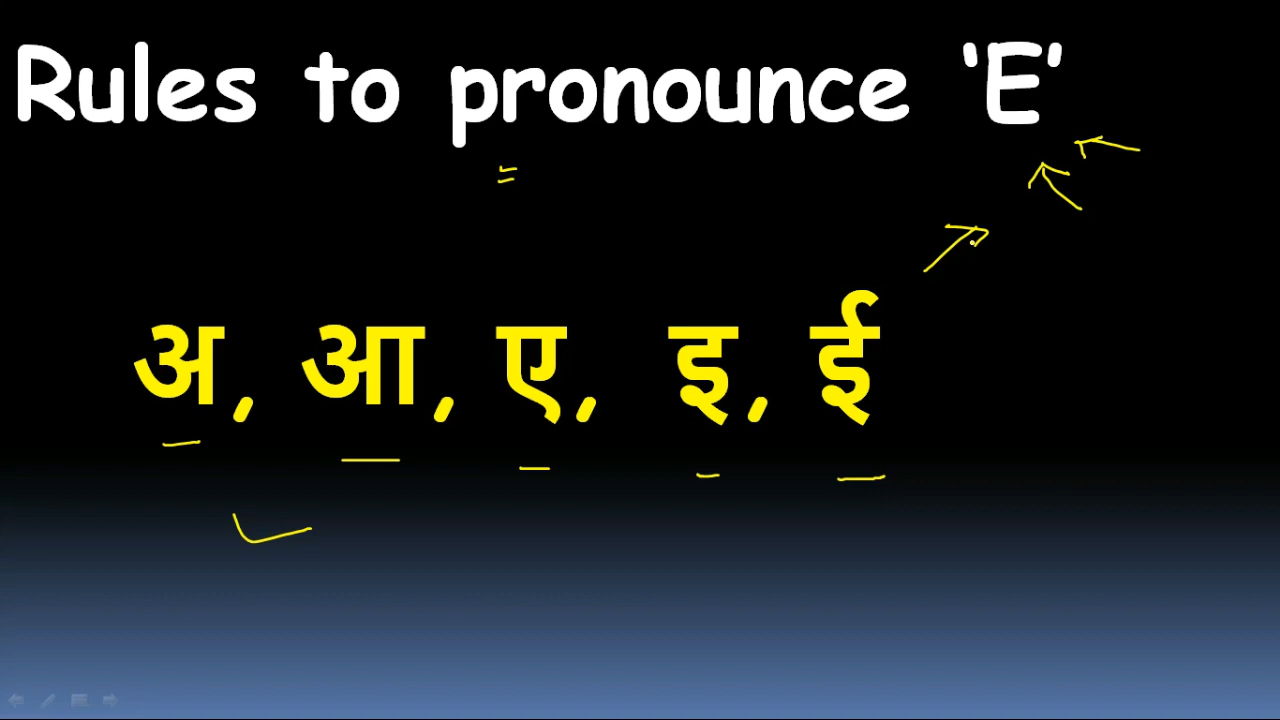 Rules to pronounce ‘E’
अ, आ, ए, इ, ई